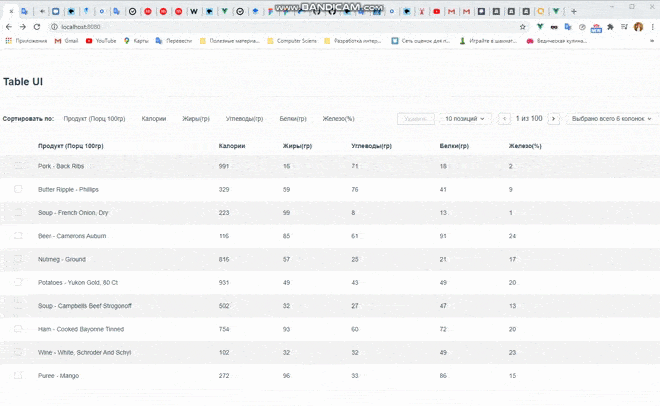 www.BANDICAM.com
localhost:8080
Приложения Gmail YouTube Карты Перевести Полезные материа... Computer Scienc Разработка интер... Сеть оценок для п... Играйте в шахмат... Ведическая кулина...
Table UI
Сортировать по: Продукт (Порц 100гр) Калории Жиры(гр) Углеводы(гр) Белки(гр) Железо(%) Удалить 10 позиций 1 из 100 Выбрано всего 6 колонок
Продукт (Порц 100гр) Калории Жиры(гр) Углеводы(гр) Белки(гр) Железо(%)
Pork - Back Ribs 991 16 71 18 2
Butter Ripple - Phillips 329 59 76 41 9
Soup - French Onion, Dry 223 99 8 13 1
Beer - Camerons Auburn 116 85 61 91 24
Nutmeg - Ground 816 57 25 21 17
Potatoes - Yukon Gold, 80 Ct 931 49 43 49 20
Soup - Campbells Beef Strogonoff 502 32 27 47 13
Ham - Cooked Bayonne Tinned 754 93 60 72 20
Wine - White, Schroder And Schyl 102 32 32 49 23
Puree - Mango 272 96 33 86 15